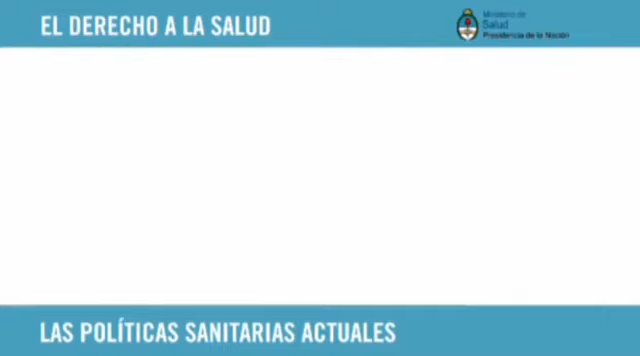 EL DERECHO A LA SALUD
Ministerio de
Salud
Presidencia de la Nación
LAS POLÍTICAS SANITARIAS ACTUALES